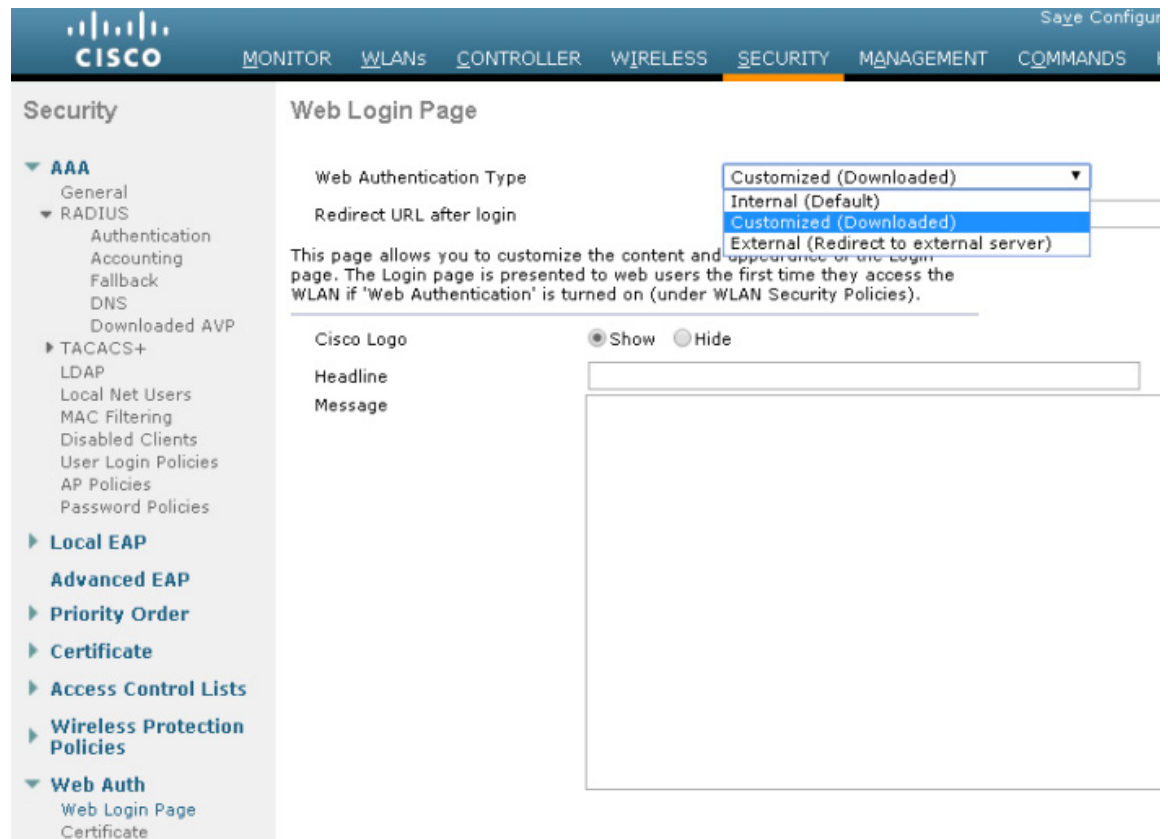 Save Configur
CISCO
MONITOR WLANs CONTROLLER WIRELESS SECURITY MANAGEMENT COMMANDS
Security
AAA
General
RADIUS
Authentication
Accounting
Fallback
DNS
Downloaded AVP
TACACS+
LDAP
Local Net Users
MAC Filtering
Disabled Clients
User Login Policies
AP Policies
Password Policies
Local EAP
Advanced EAP
Priority Order
Certificate
Access Control Lists
Wireless Protection
Policies
Web Auth
Web Login Page
Certificate
Web Login Page
Web Authentication Type Customized (Downloaded)
Internal (Default)
Customized (Downloaded)
External (Redirect to external server)
Redirect URL after login
This page allows you to customize the content and appearance of the Login
page. The Login page is presented to web users the first time they access the
WLAN if 'Web Authentication' is turned on (under WLAN Security Policies).
Cisco Logo Show Hide
Headline
Message